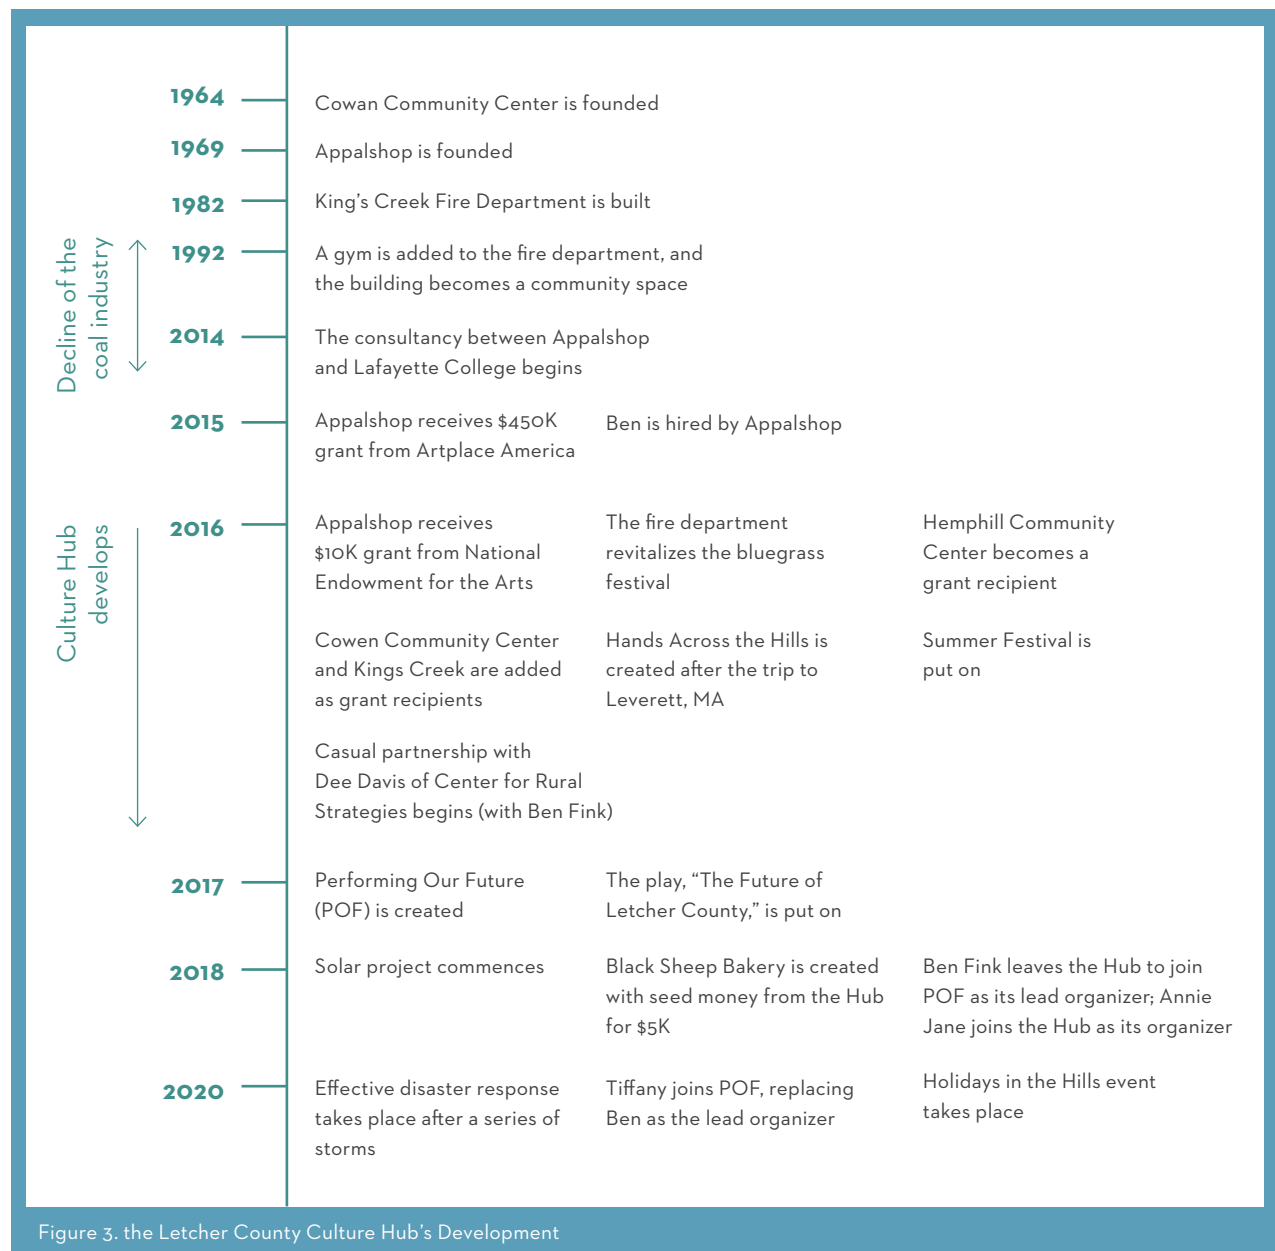 1964
Cowan Community Center is founded
1969
Appalshop is founded
1982
King's Creek Fire Department is built
Decline of the
coal industry
1992
A gym is added to the fire department, and
the building becomes a community space
2014
The consultancy between Appalshop
and Lafayette College begins
2015
Appalshop receives $450K
grant from Artplace America
Ben is hired by Appalshop
Culture Hub
develops
2016
Appalshop receives
$10K grant from National
Endowment for the Arts
The fire department
revitalizes the bluegrass
festival
Hemphill Community
Center becomes a
grant recipient
Cowen Community Center
and Kings Creek are added
as grant recipients
Hands Across the Hills is
created after the trip to
Leverett, MA
Summer Festival is
put on
Casual partnership with
Dee Davis of Center for Rural
Strategies begins (with Ben Fink)
2017
Performing Our Future
(POF) is created
The play, “The Future of
Letcher County,” is put on
2018
Solar project commences
Black Sheep Bakery is created
with seed money from the Hub
for $5K
Ben Fink leaves the Hub to join
POF as its lead organizer; Annie
Jane joins the Hub as its organizer
2020
Effective disaster response
takes place after a series of
storms
Tiffany joins POF, replacing
Ben as the lead organizer
Holidays in the Hills event
takes place
Figure 3. the Letcher County Culture Hub's Development